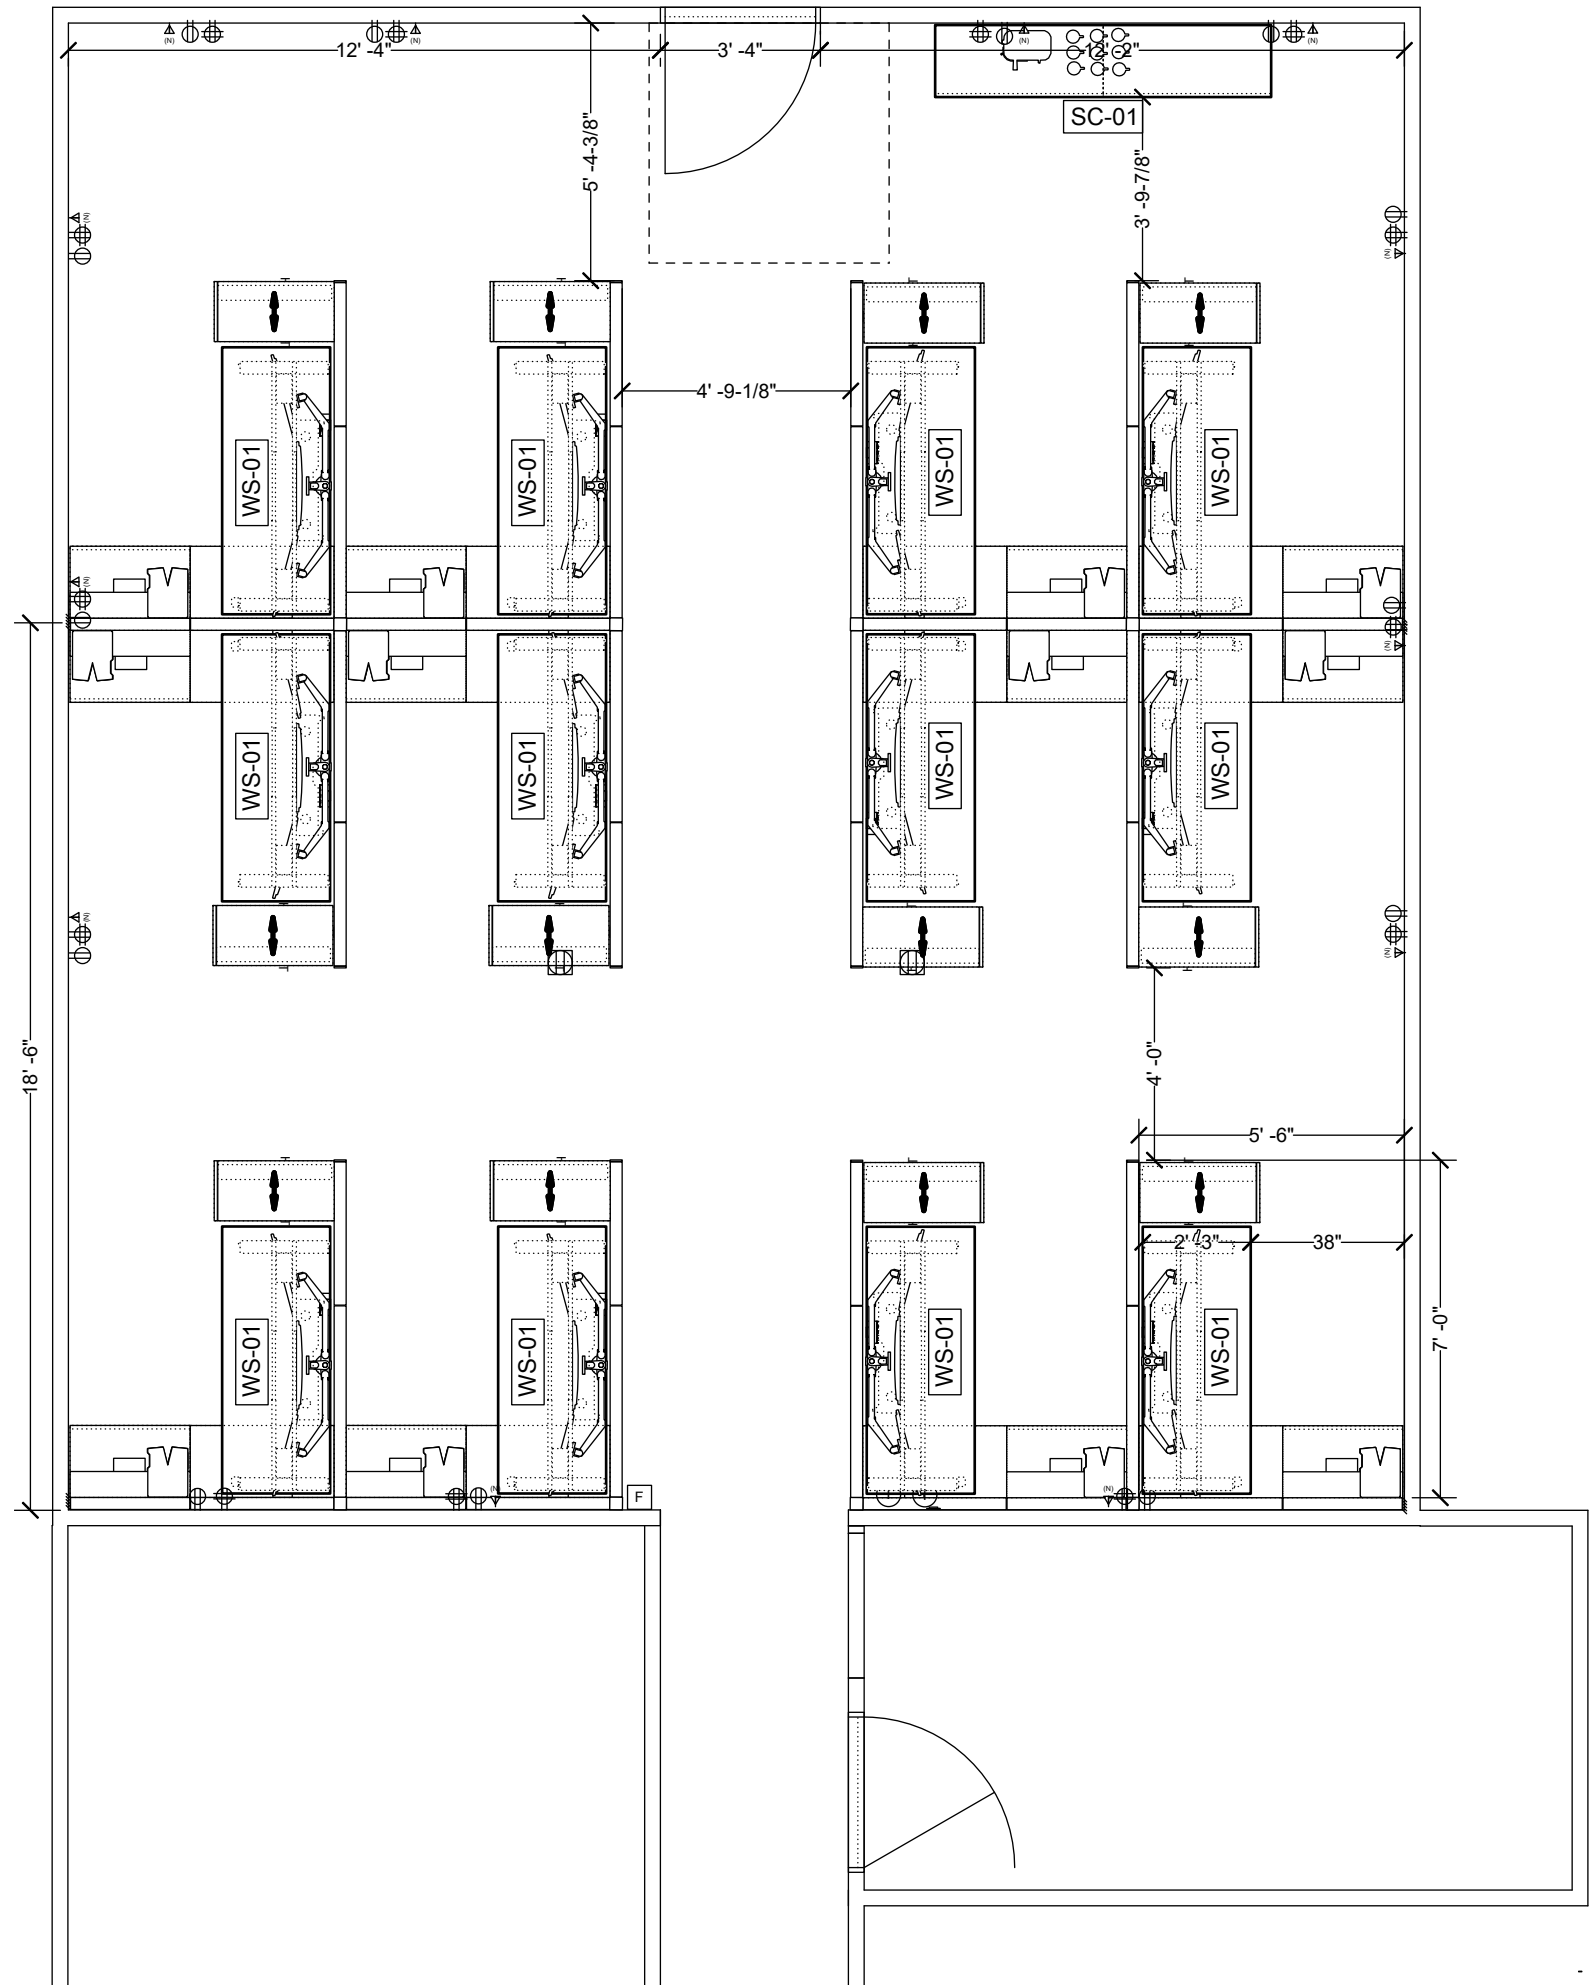 (N)
(N)
(N)
(N)
12' -4"
3' -4"
12' -2"
SC-01
5' -4-3/8"
3' -9-7/8"
(N)
(N)
4' -9-1/8"
WS-01
WS-01
WS-01
WS-01
(N)
(N)
WS-01
WS-01
WS-01
WS-01
(N)
(N)
18' -6"
4' -0"
5' -6"
2' -3"
38"
7' -0"
WS-01
WS-01
WS-01
WS-01
(N)
(N)
F
-